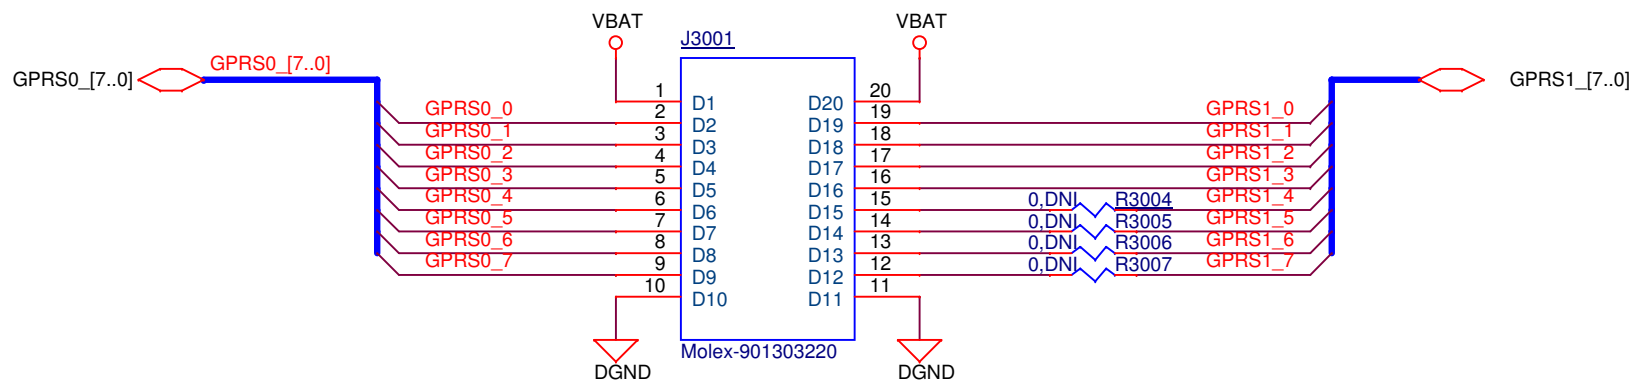 VBAT
VBAT
J3001
GPRS0_[7..0]
GPRS0_[7..0]
GPRS1_[7..0]
1 D1 D20 20
GPRS0_0 2 D2 D19 19 GPRS1_0
GPRS0_1 3 D3 D18 18 GPRS1_1
GPRS0_2 4 D4 D17 17 GPRS1_2
GPRS0_3 5 D5 D16 16 GPRS1_3
GPRS0_4 6 D6 D15 15 0,DNI R3004 GPRS1_4
GPRS0_5 7 D7 D14 14 0,DNI R3005 GPRS1_5
GPRS0_6 8 D8 D13 13 0,DNI R3006 GPRS1_6
GPRS0_7 9 D9 D12 12 0,DNI R3007 GPRS1_7
10 D10 D11 11
Molex-901303220
DGND
DGND